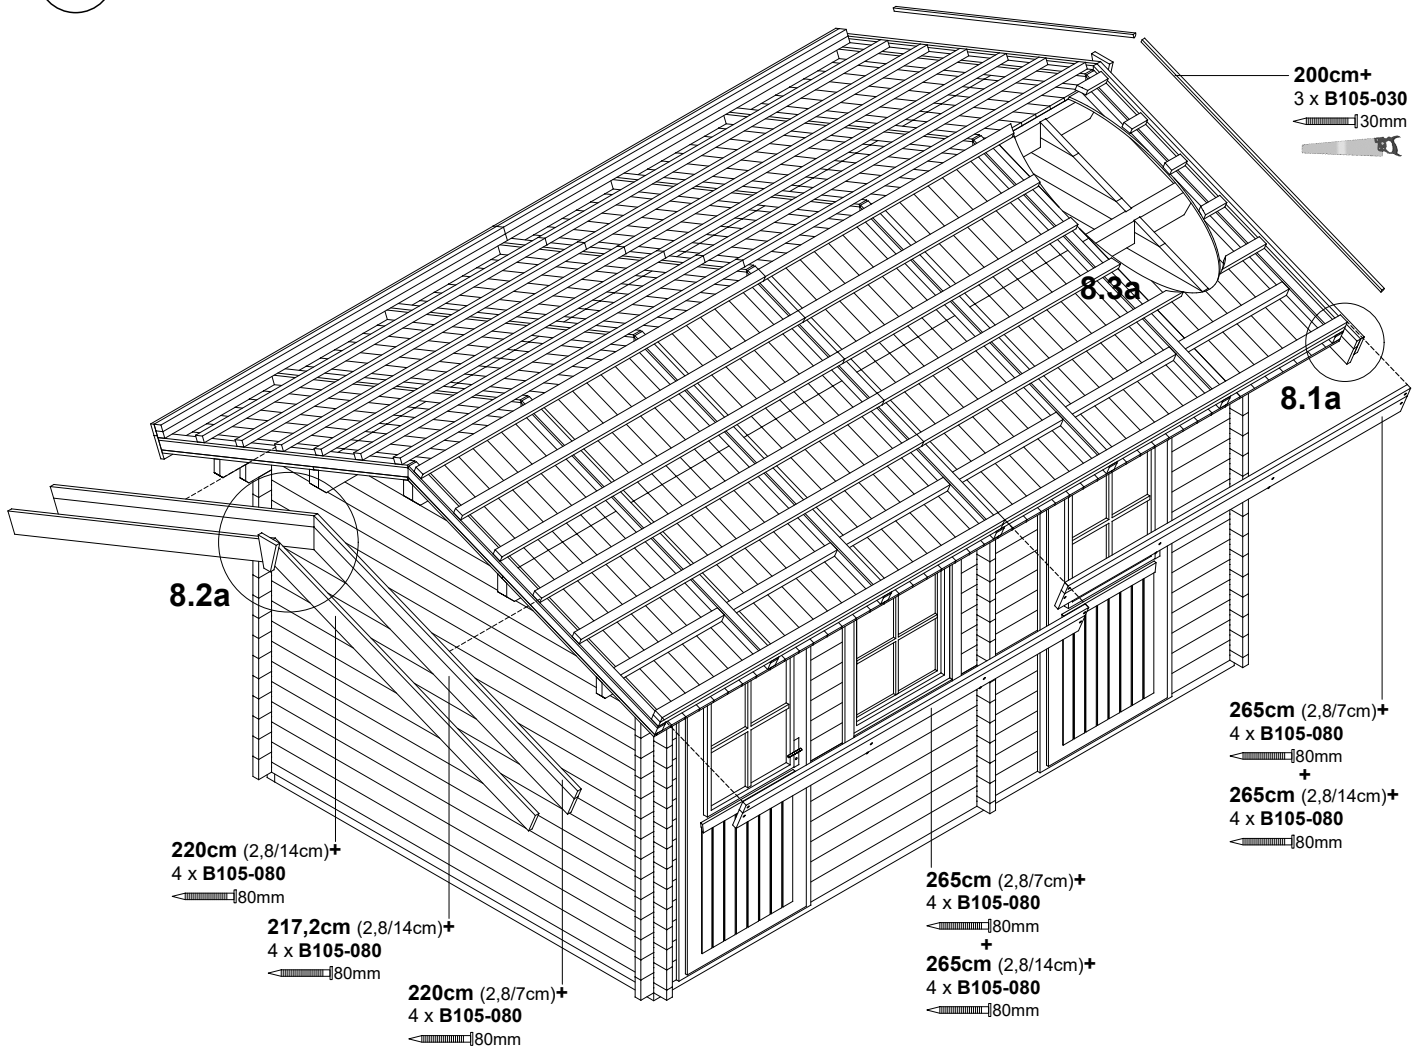 200cm+
3 x B105-030
30mm
8.3a
8.1a
8.2a
265cm (2,8/7cm)+
4 x B105-080
80mm
+
265cm (2,8/14cm)+
4 x B105-080
80mm
220cm (2,8/14cm)+
4 x B105-080
80mm
217,2cm (2,8/14cm)+
4 x B105-080
80mm
220cm (2,8/7cm)+
4 x B105-080
80mm
265cm (2,8/7cm)+
4 x B105-080
80mm
+
265cm (2,8/14cm)+
4 x B105-080
80mm